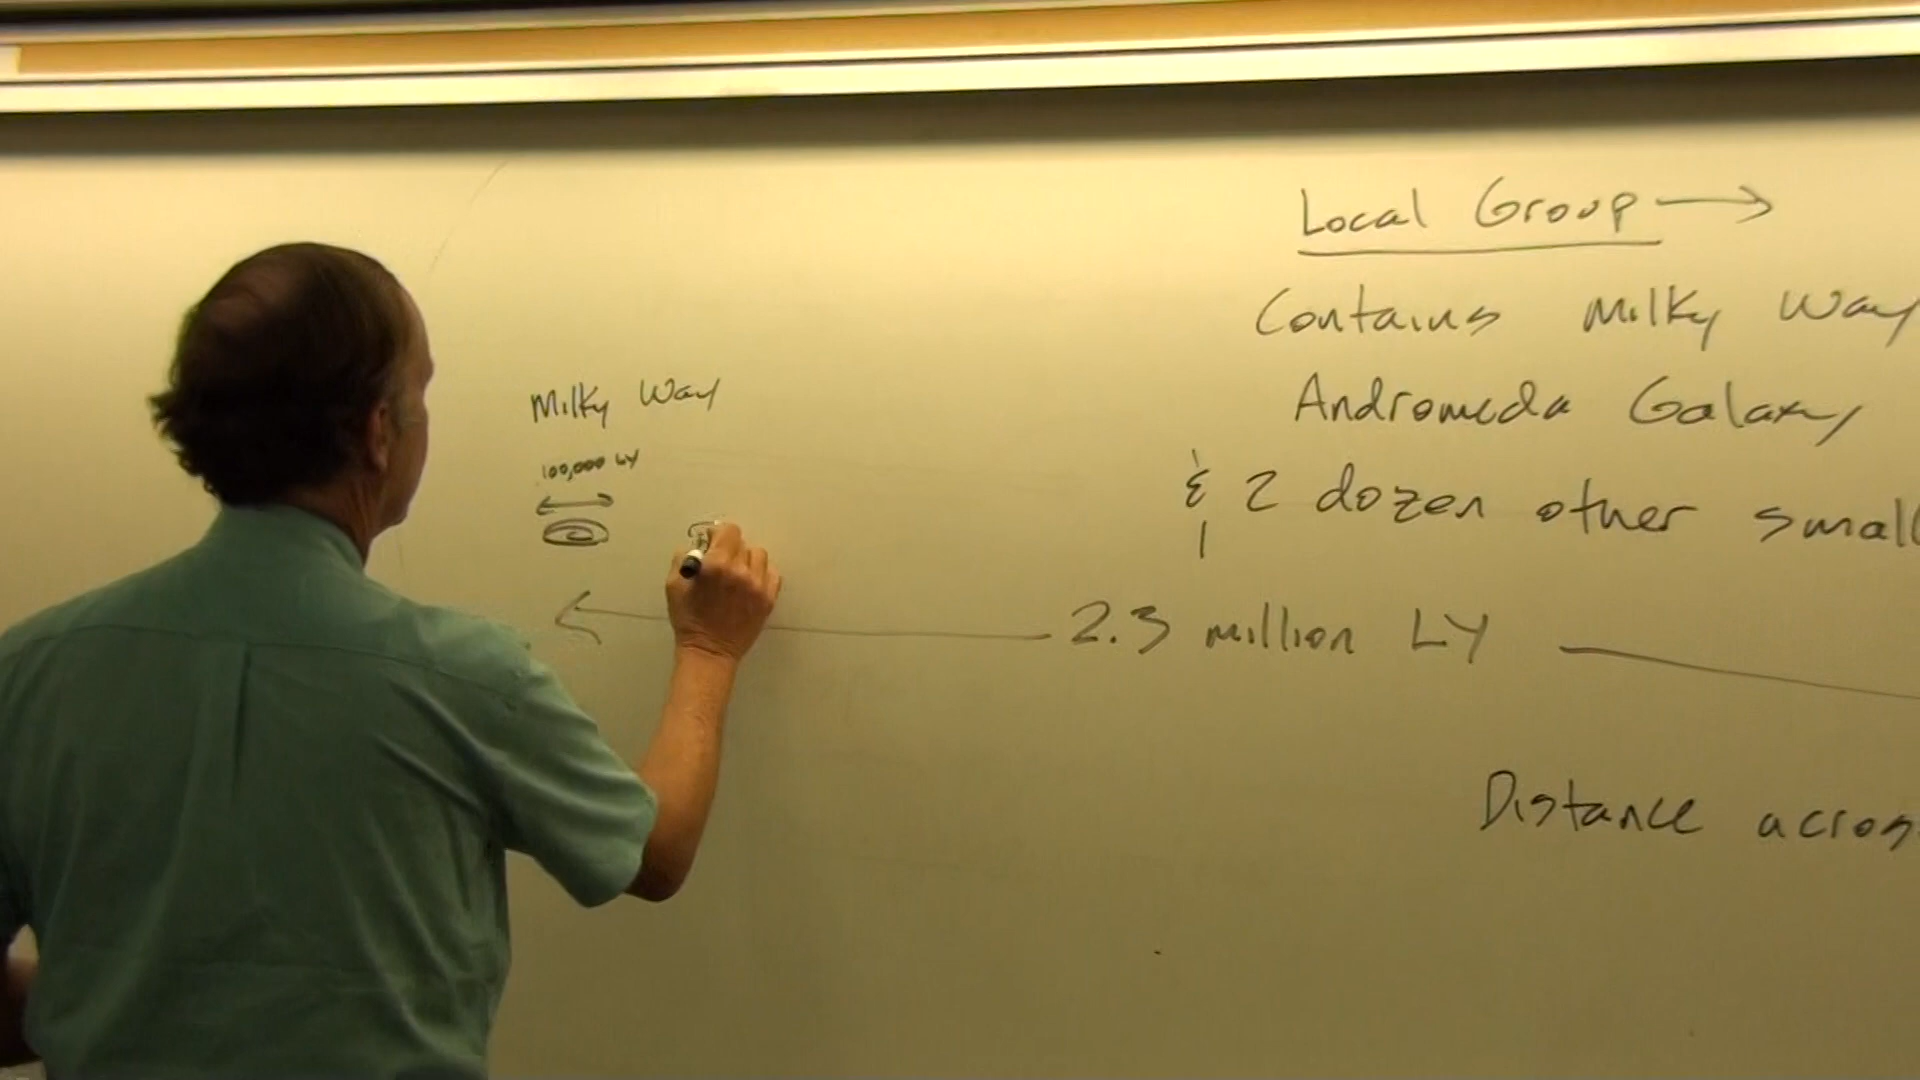 Local Group →
Contains Milky Way
Andromeda Galaxy
& 2 dozen other small
Milky Way
100,000 LY
2.3 million LY
Distance across